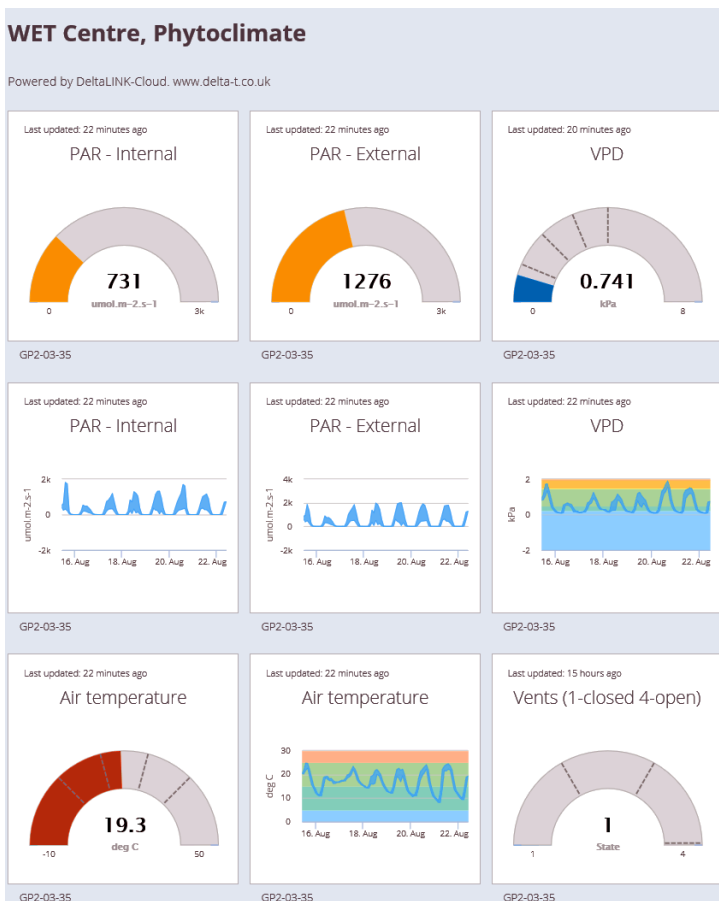 WET Centre, Phytoclimate
Powered by DeltaLINK-Cloud. www.delta-t.co.uk
Last updated: 22 minutes ago
PAR - Internal
731
umol.m-2.s-1
0
3k
GP2-03-35
Last updated: 22 minutes ago
PAR - External
1276
umol.m-2.s-1
0
3k
GP2-03-35
Last updated: 20 minutes ago
VPD
0.741
kPa
0
8
GP2-03-35
Last updated: 22 minutes ago
PAR - Internal
umol.m-2.s-1
2k
0
-2k
16. Aug 18. Aug 20. Aug 22. Aug
GP2-03-35
Last updated: 22 minutes ago
PAR - External
umol.m-2.s-1
4k
2k
0
-2k
16. Aug 18. Aug 20. Aug 22. Aug
GP2-03-35
Last updated: 22 minutes ago
VPD
kPa
2
0
-2
16. Aug 18. Aug 20. Aug 22. Aug
GP2-03-35
Last updated: 22 minutes ago
Air temperature
19.3
deg C
-10
50
GP2-03-35
Last updated: 22 minutes ago
Air temperature
deg C
30
20
10
0
16. Aug 18. Aug 20. Aug 22. Aug
GP2-03-35
Last updated: 15 hours ago
Vents (1-closed 4-open)
1
State
1
4
GP2-03-35